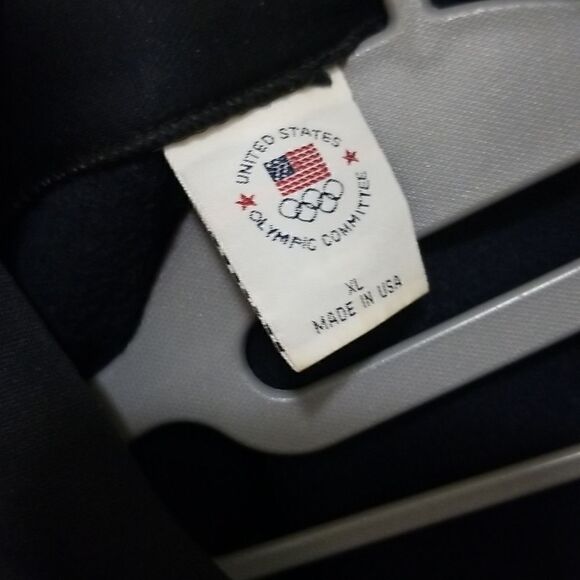 UNITED STATES
OLYMPIC COMMITTEE
XL
MADE IN USA